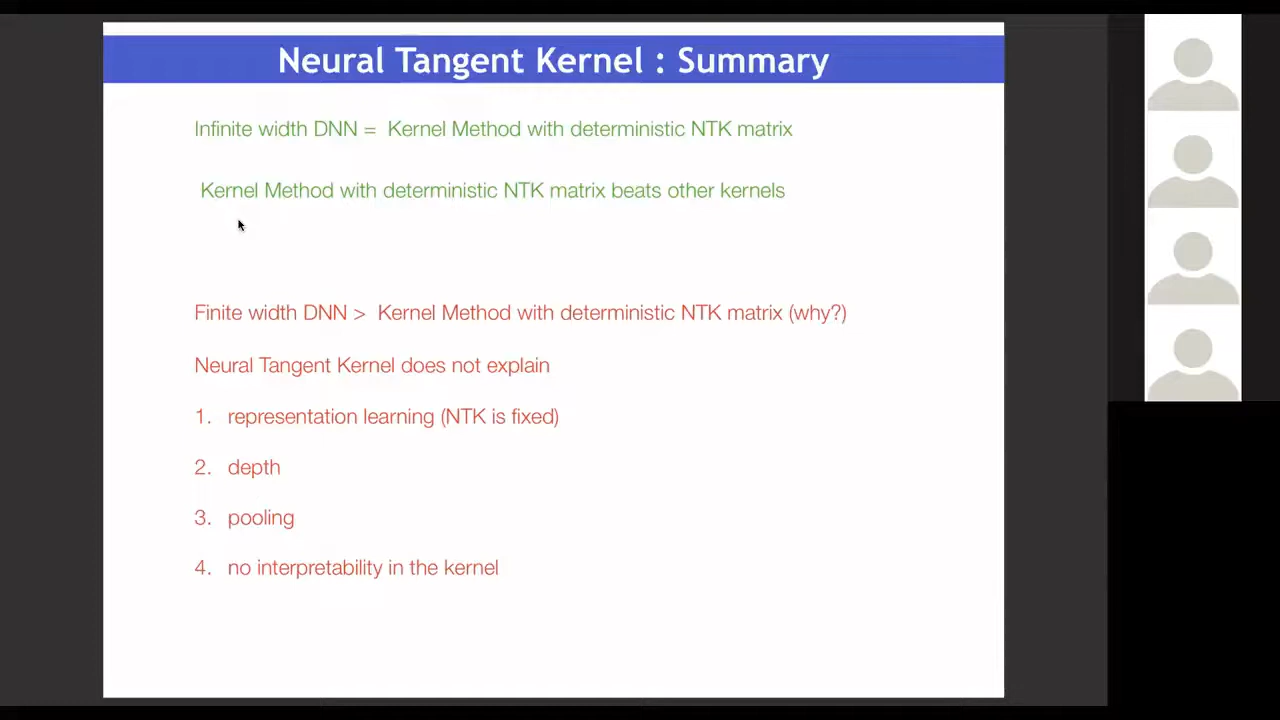 Neural Tangent Kernel : Summary
Infinite width DNN = Kernel Method with deterministic NTK matrix
Kernel Method with deterministic NTK matrix beats other kernels
Finite width DNN > Kernel Method with deterministic NTK matrix (why?)
Neural Tangent Kernel does not explain
1. representation learning (NTK is fixed)
2. depth
3. pooling
4. no interpretability in the kernel